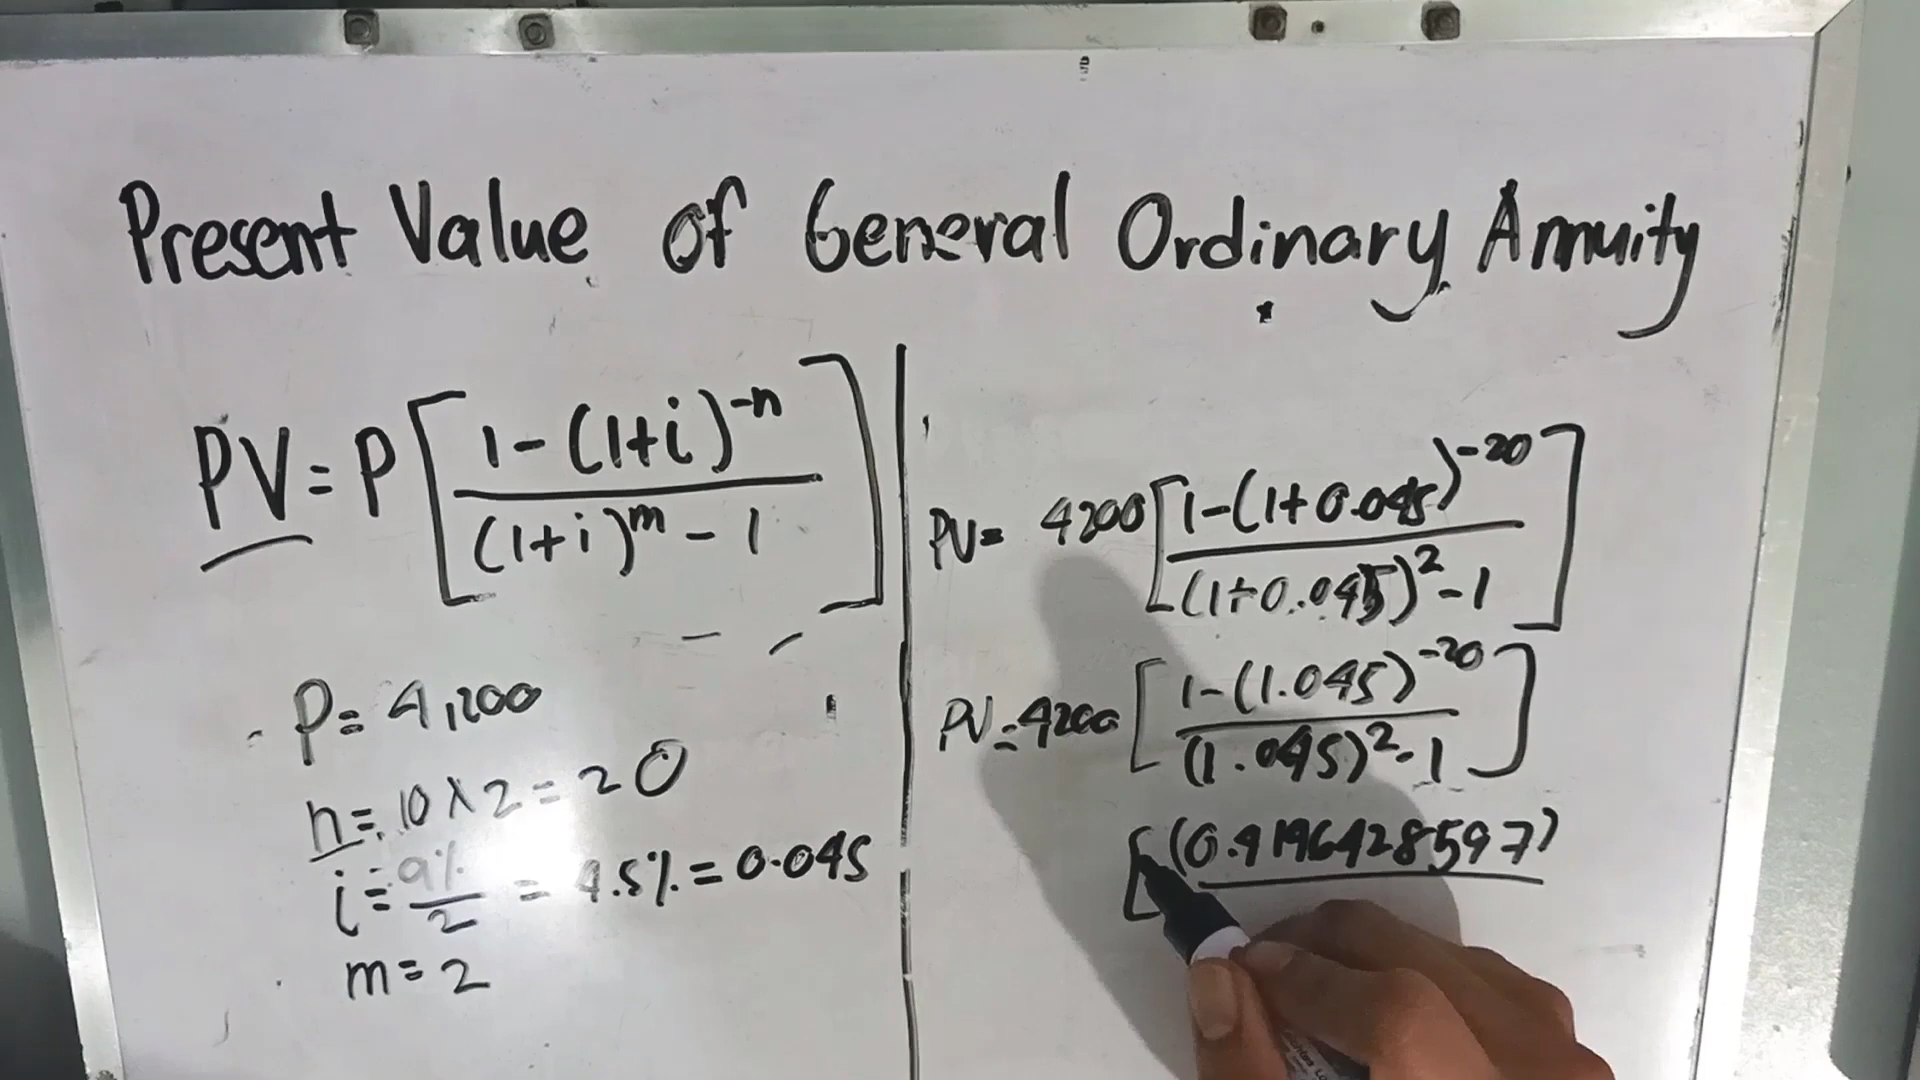 Present Value of General Ordinary Annuity
PV = P [ 1-(1+i)^-n / (1+i)^m - 1 ]
P = 4,200
n = 10 x 2 = 20
i = 9% / 2 = 4.5% = 0.045
m = 2
PV = 4200 [ 1-(1+0.045)^-20 / (1+0.045)^2 - 1 ]
PV = 4200 [ 1-(1.045)^-20 / (1.045)^2 - 1 ]
[ (0.4146428597)